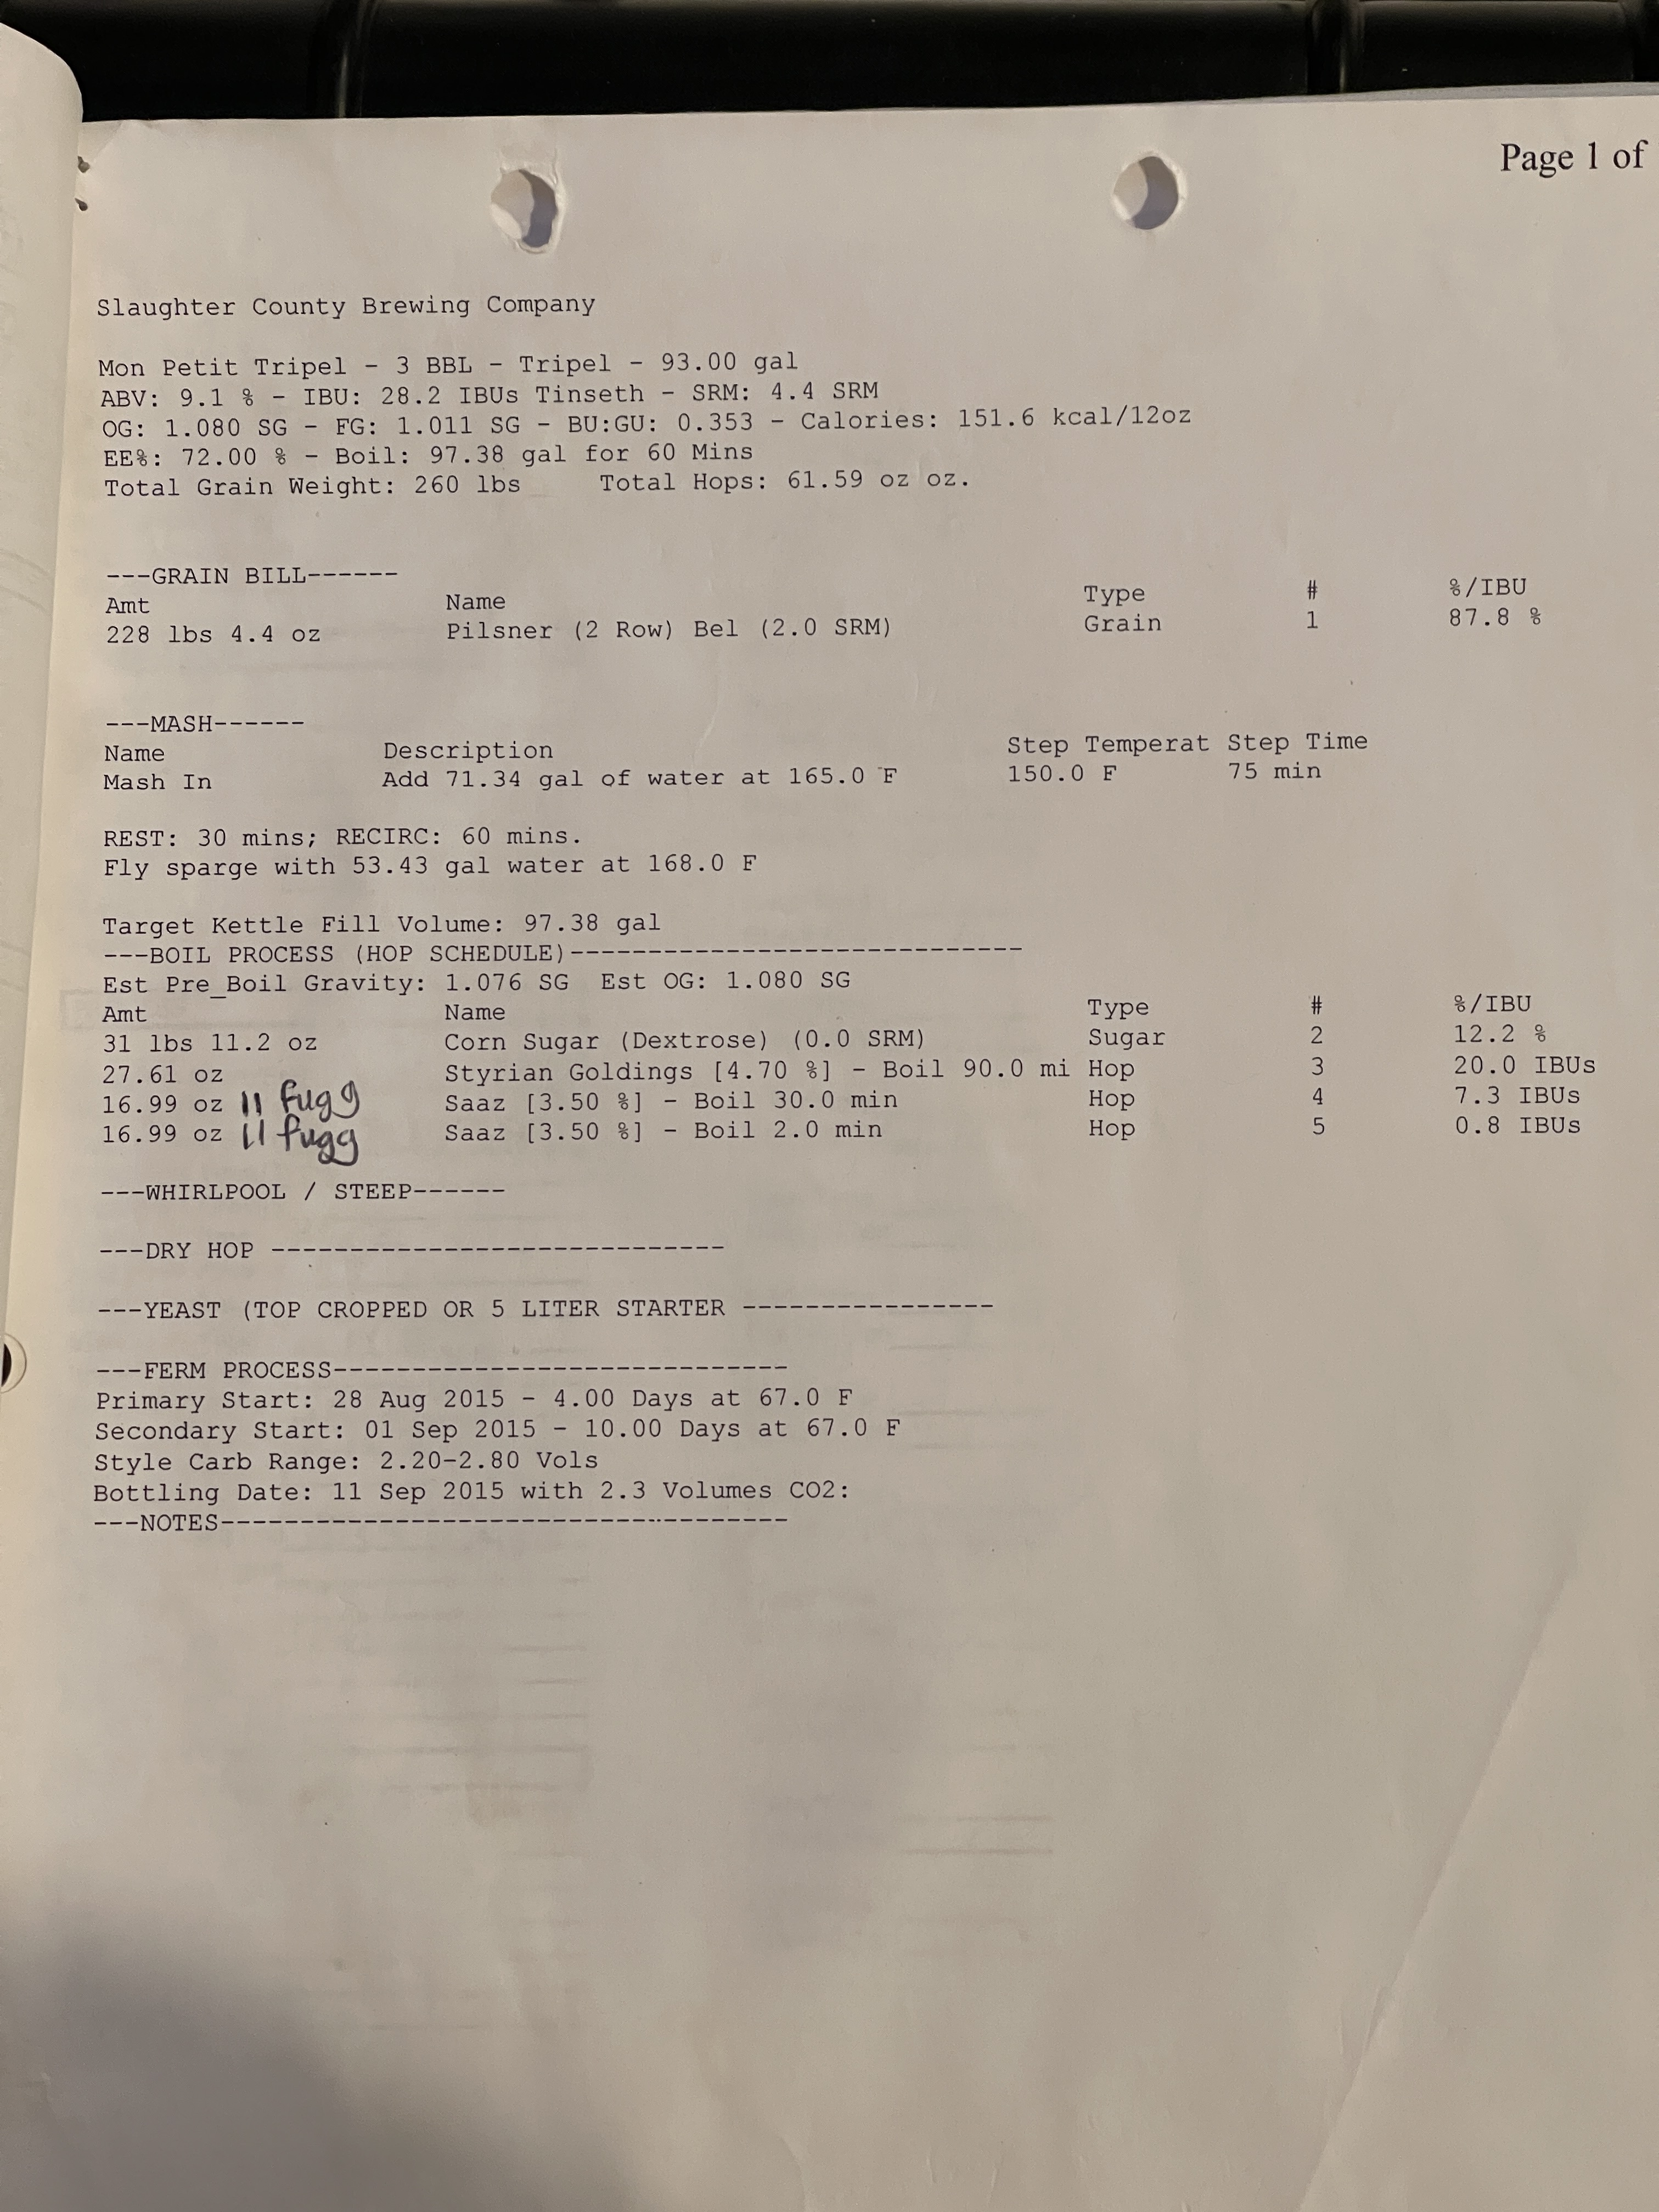 Page 1 of
Slaughter County Brewing Company
Mon Petit Tripel - 3 BBL - Tripel - 93.00 gal
ABV: 9.1 % - IBU: 28.2 IBUs Tinseth - SRM: 4.4 SRM
OG: 1.080 SG - FG: 1.011 SG - BU:GU: 0.353 - Calories: 151.6 kcal/12oz
EE%: 72.00 % - Boil: 97.38 gal for 60 Mins
Total Grain Weight: 260 lbs Total Hops: 61.59 oz oz.
---GRAIN BILL------
Amt Name Type # %/IBU
228 lbs 4.4 oz Pilsner (2 Row) Bel (2.0 SRM) Grain 1 87.8 %
---MASH------
Name Description Step Temperat Step Time
Mash In Add 71.34 gal of water at 165.0 F 150.0 F 75 min
REST: 30 mins; RECIRC: 60 mins.
Fly sparge with 53.43 gal water at 168.0 F
Target Kettle Fill Volume: 97.38 gal
---BOIL PROCESS (HOP SCHEDULE)-----------------------------
Est Pre_Boil Gravity: 1.076 SG Est OG: 1.080 SG
Amt Name Type # %/IBU
31 lbs 11.2 oz Corn Sugar (Dextrose) (0.0 SRM) Sugar 2 12.2 %
27.61 oz Styrian Goldings [4.70 %] - Boil 90.0 mi Hop 3 20.0 IBUs
16.99 oz 11 fugg Saaz [3.50 %] - Boil 30.0 min Hop 4 7.3 IBUs
16.99 oz 11 fugg Saaz [3.50 %] - Boil 2.0 min Hop 5 0.8 IBUs
---WHIRLPOOL / STEEP------
---DRY HOP -----------------------------
---YEAST (TOP CROPPED OR 5 LITER STARTER ----------------
---FERM PROCESS-----------------------------
Primary Start: 28 Aug 2015 - 4.00 Days at 67.0 F
Secondary Start: 01 Sep 2015 - 10.00 Days at 67.0 F
Style Carb Range: 2.20-2.80 Vols
Bottling Date: 11 Sep 2015 with 2.3 Volumes CO2:
---NOTES------------------------------------